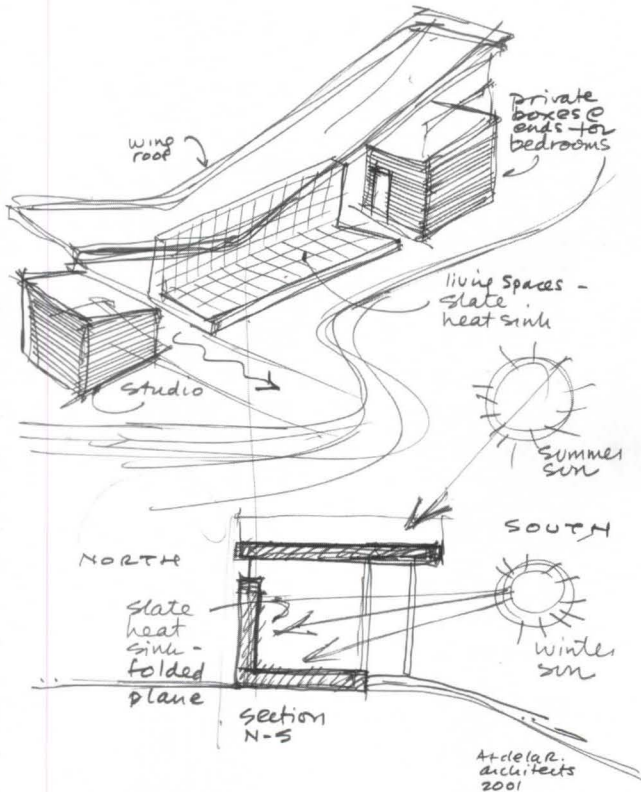 wing
roof
private
boxes @
ends for
bedrooms
living spaces -
slate
heat sink
studio
summer
sun
SOUTH
NORTH
slate
heat
sink -
folded
plane
winter
sun
section
N-S
architects
2001